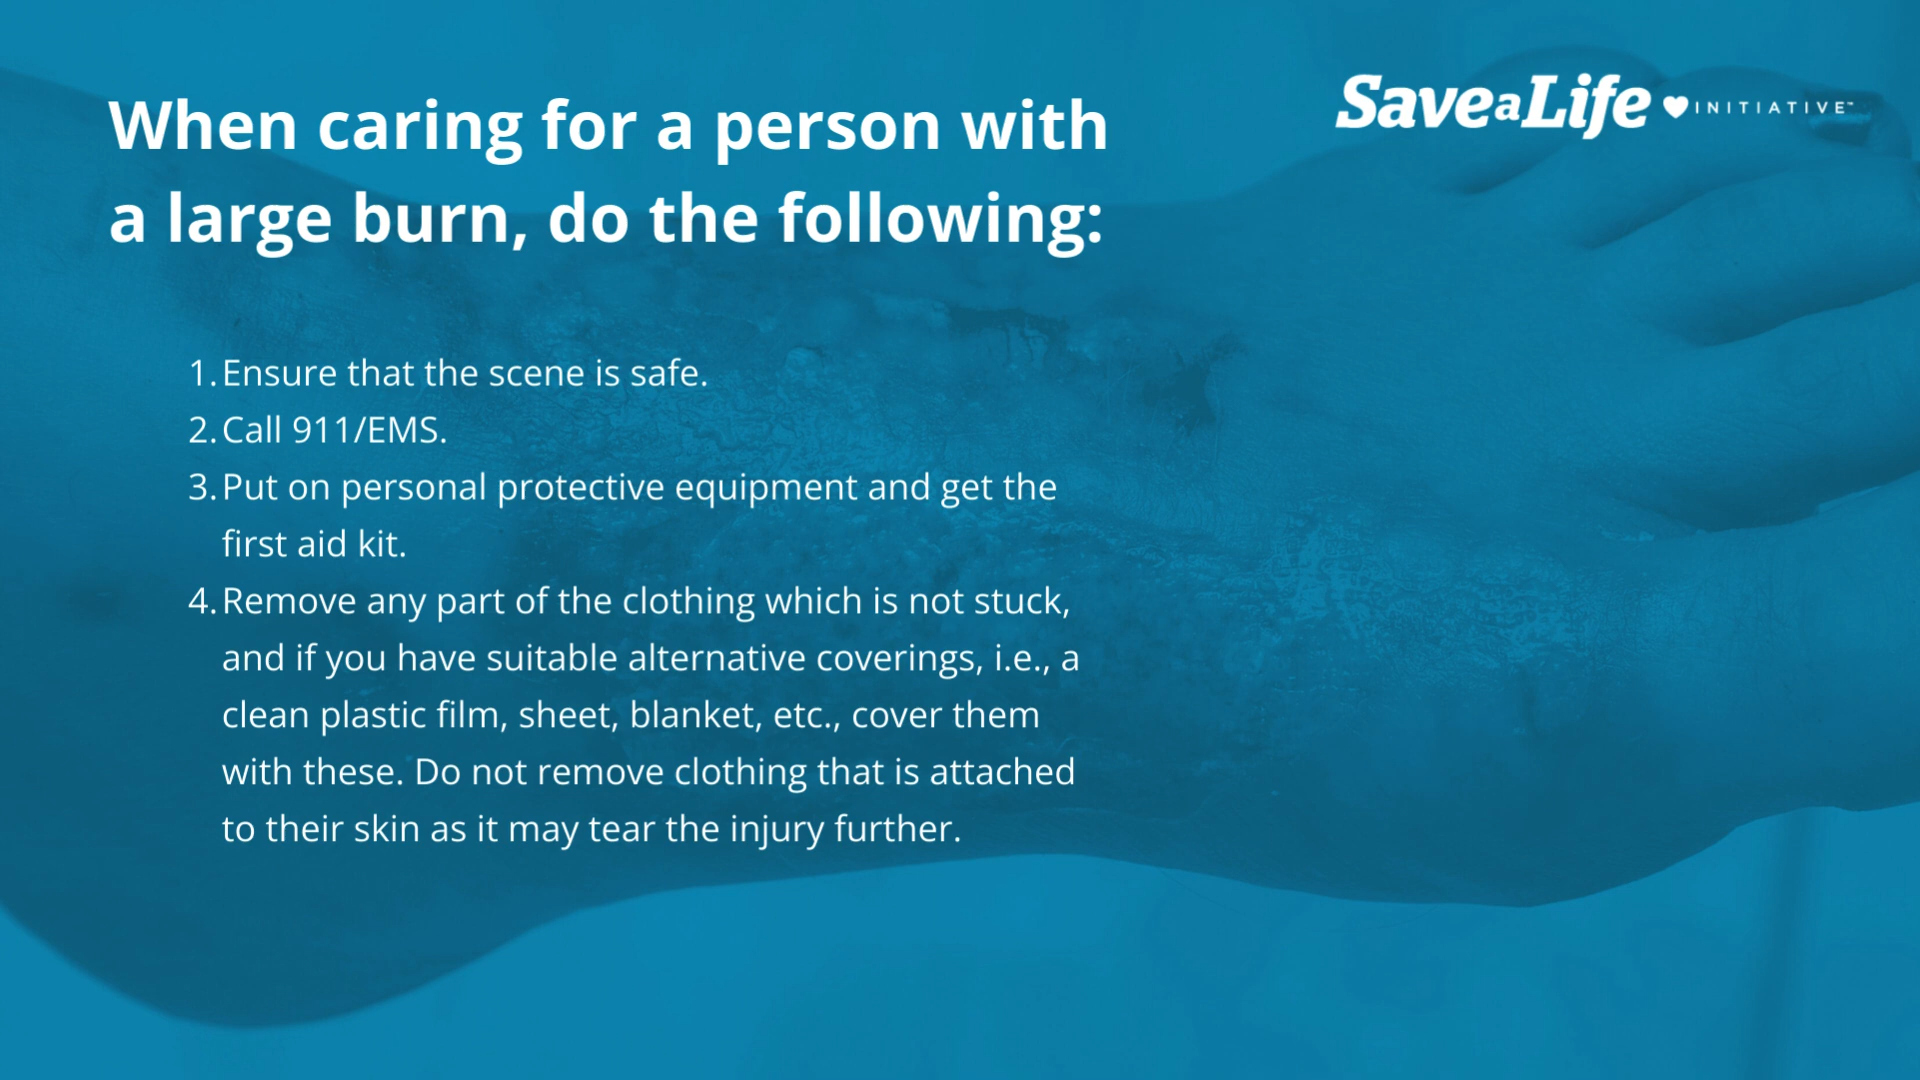 When caring for a person with
a large burn, do the following:
SaveaLife INITIATIVE™
1. Ensure that the scene is safe.
2. Call 911/EMS.
3. Put on personal protective equipment and get the
first aid kit.
4. Remove any part of the clothing which is not stuck,
and if you have suitable alternative coverings, i.e., a
clean plastic film, sheet, blanket, etc., cover them
with these. Do not remove clothing that is attached
to their skin as it may tear the injury further.